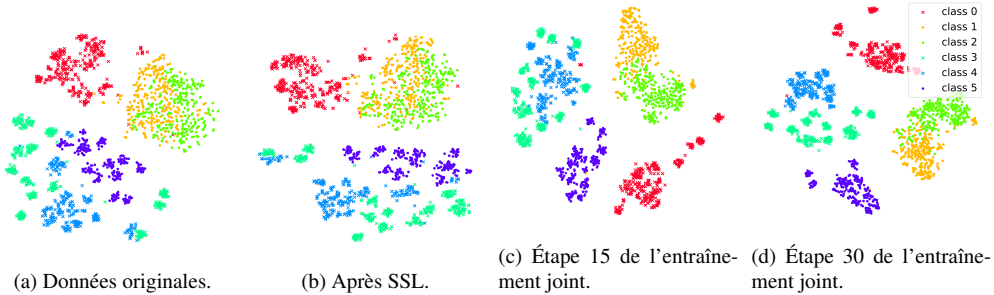 class 0
class 1
class 2
class 3
class 4
class 5
(a) Données originales.
(b) Après SSL.
(c) Étape 15 de l'entraîne-
ment joint.
(d) Étape 30 de l'entraîne-
ment joint.